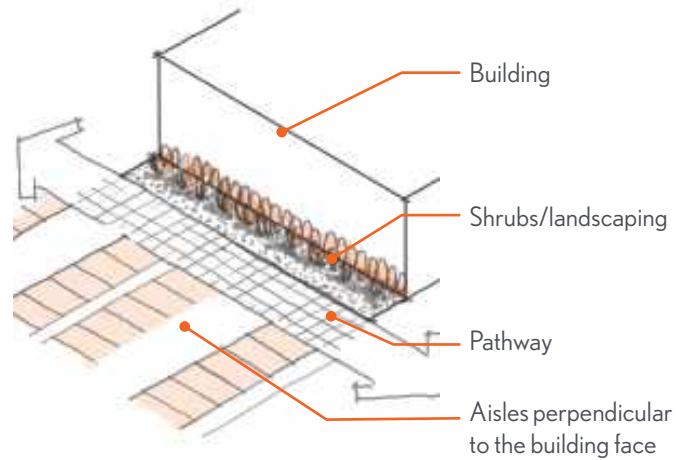 Building
Shrubs/landscaping
Pathway
Aisles perpendicular
to the building face